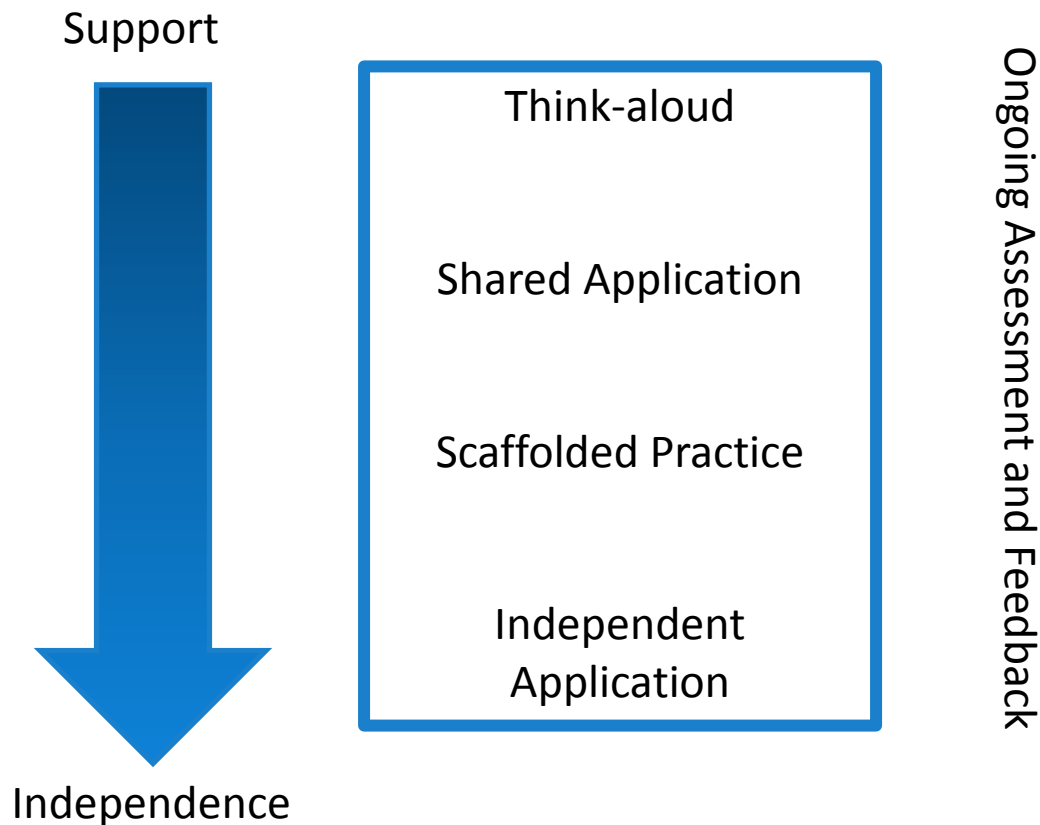 Support
Think-aloud
Shared Application
Scaffolded Practice
Independent
Application
Independence
Ongoing Assessment and Feedback